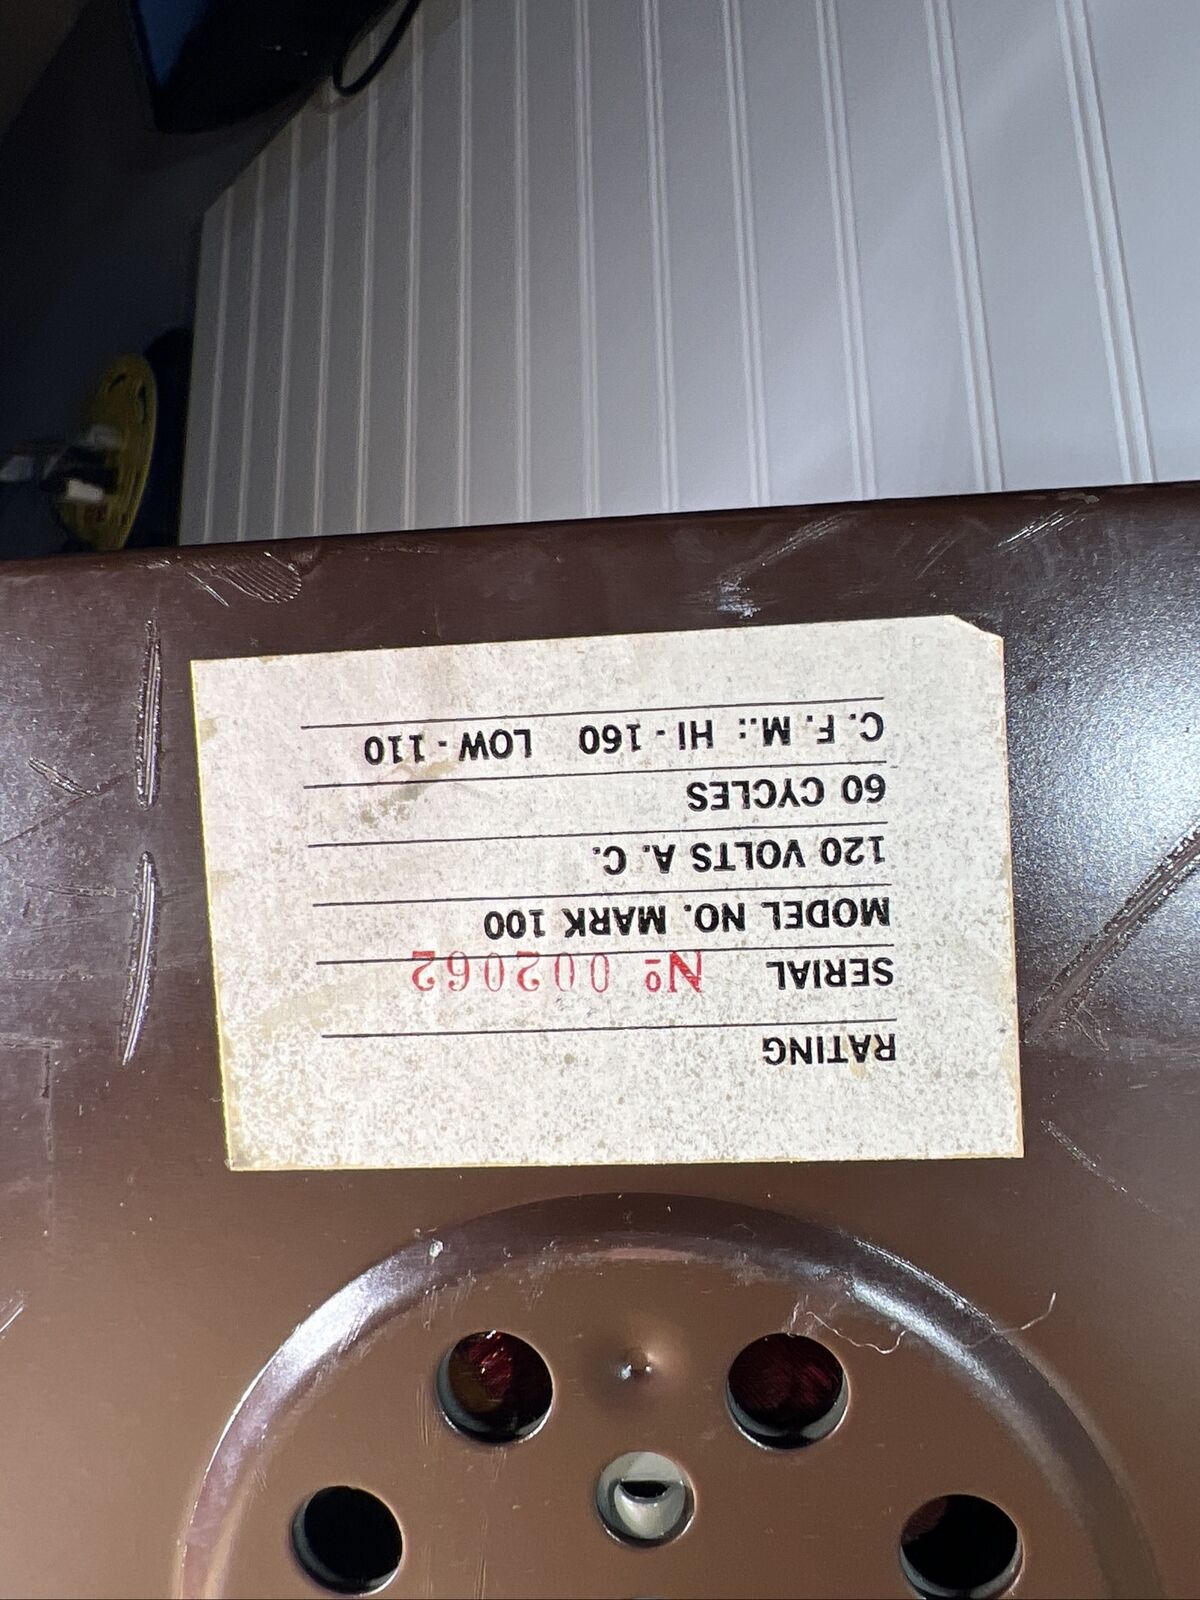 RATING
SERIAL Nº 002062
MODEL NO. MARK 100
120 VOLTS A. C.
60 CYCLES
C. F. M.: HI - 160 LOW - 110